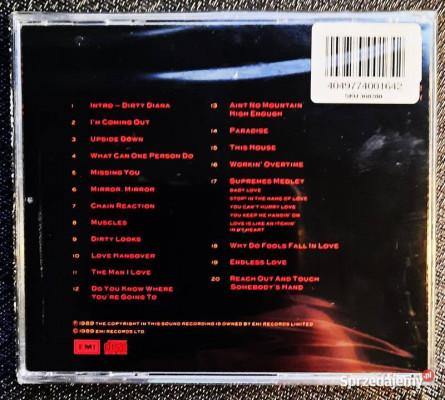 4049774001642
1 INTRO – DIRTY DIANA
2 I'M COMING OUT
3 UPSIDE DOWN
4 WHAT CAN ONE PERSON DO
5 MISSING YOU
6 MIRROR, MIRROR
7 CHAIN REACTION
8 MUSCLES
9 DIRTY LOOKS
10 LOVE HANGOVER
11 THE MAN I LOVE
12 DO YOU KNOW WHERE
YOU'RE GOING TO
13 AINT NO MOUNTAIN
HIGH ENOUGH
14 PARADISE
15 THIS HOUSE
16 WORKIN' OVERTIME
17 SUPREMES MEDLEY
BABY LOVE
STOP! IN THE NAME OF LOVE
YOU CAN'T HURRY LOVE
YOU KEEP ME HANGIN' ON
LOVE IS LIKE AN ITCHIN'
IN MY HEART
18 WHY DO FOOLS FALL IN LOVE
19 ENDLESS LOVE
20 REACH OUT AND TOUCH
SOMEBODY'S HAND
Ⓟ 1989 THE COPYRIGHT IN THIS SOUND RECORDING IS OWNED BY EMI RECORDS LIMITED
© 1989 EMI RECORDS LTD.
EMI
Sprzedajemy.pl